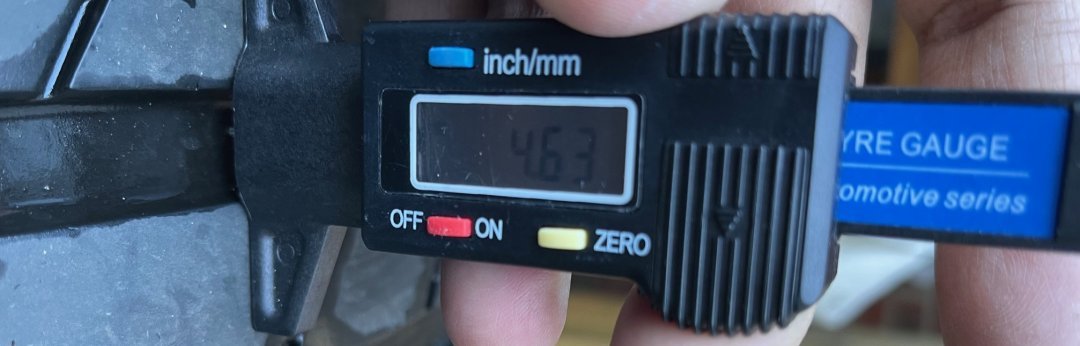 inch/mm
4.63
OFF ON
ZERO
YRE GAUGE
omotive series